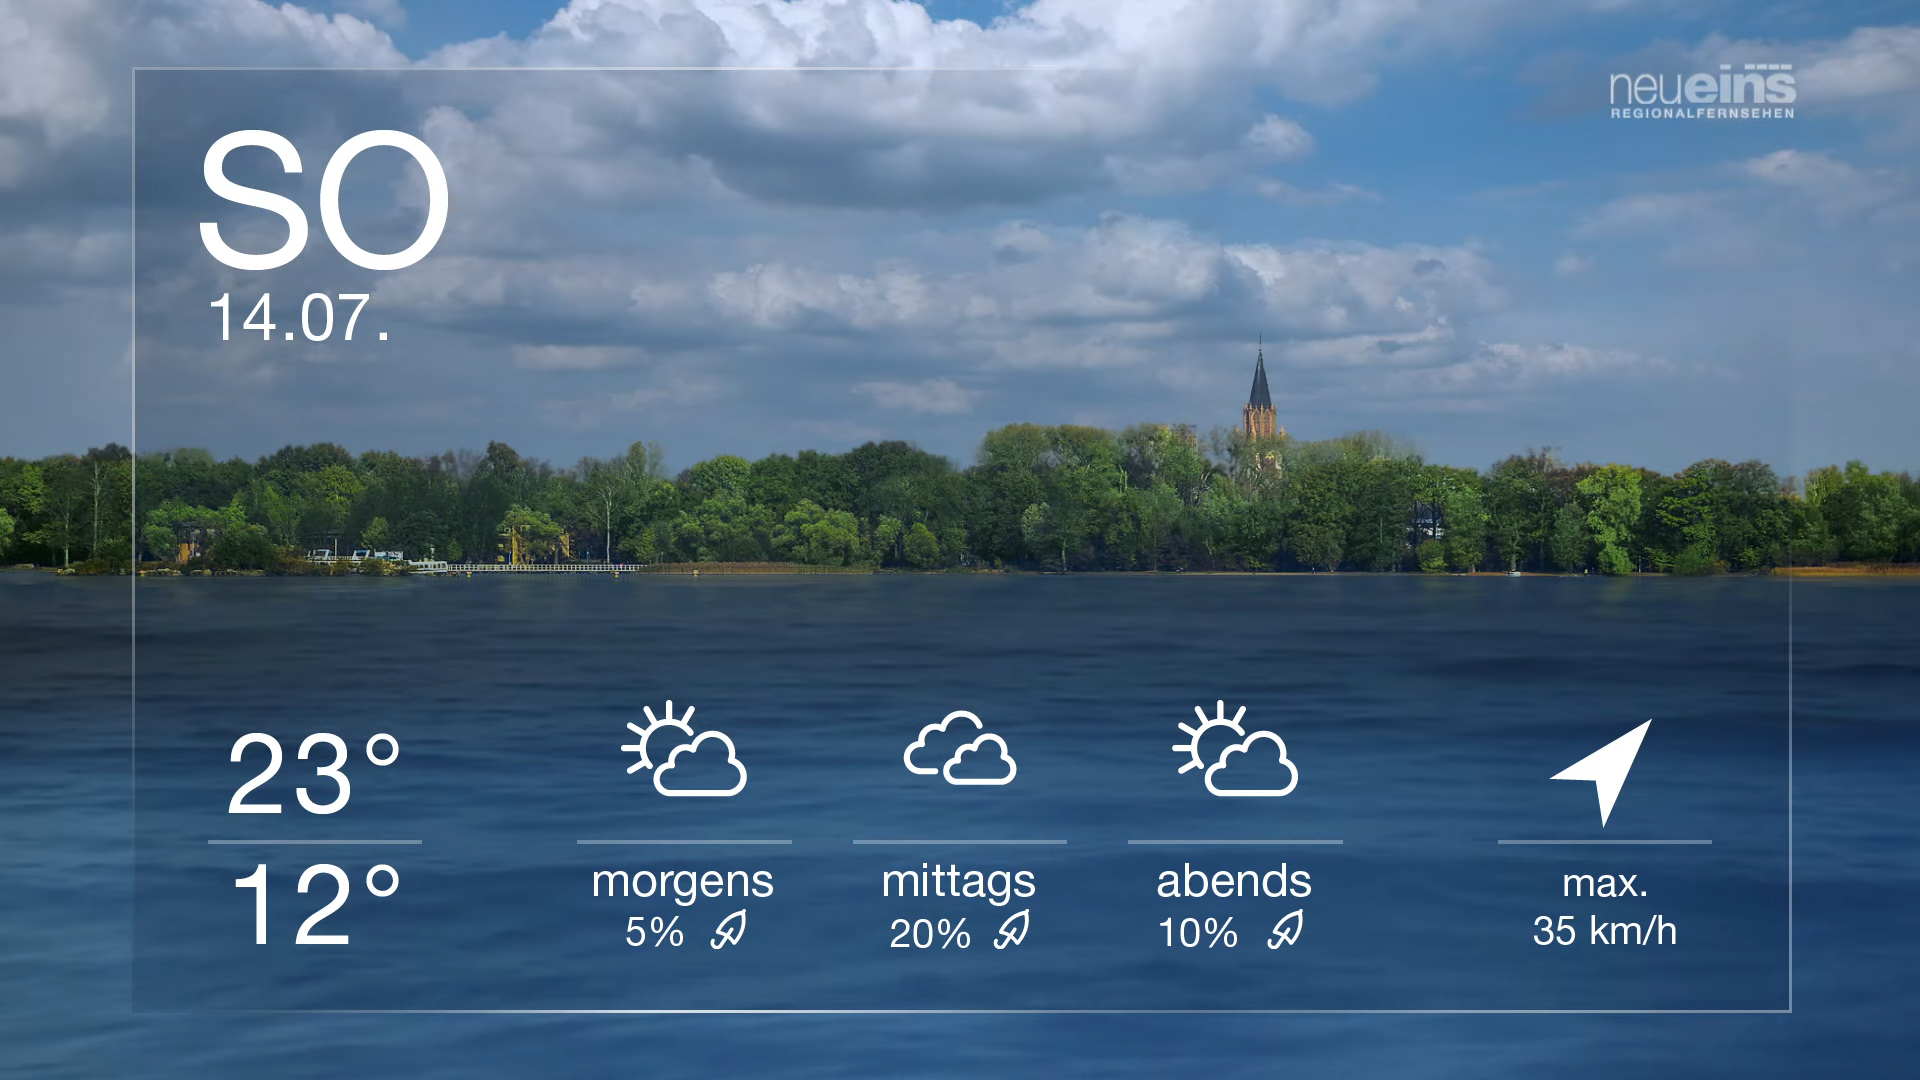 neueins
REGIONALFERNSEHEN
SO
14.07.
23°
12°
morgens
5%
mittags
20%
abends
10%
max.
35 km/h